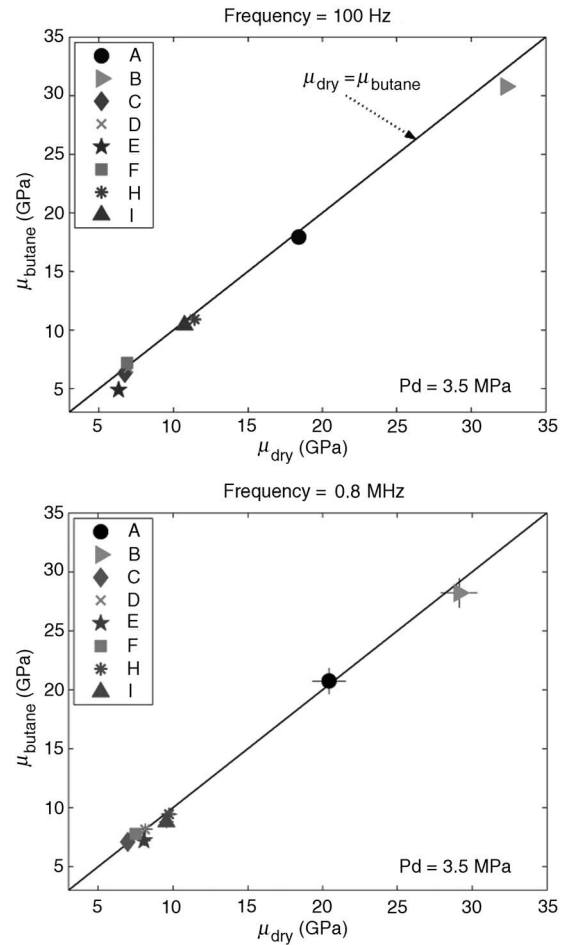 Frequency = 100 Hz
35
30
25
20
15
10
5
μbutane (GPa)
A
B
C
D
E
F
H
I
μdry = μbutane
Pd = 3.5 MPa
5
10
15
20
25
30
35
μdry (GPa)
Frequency = 0.8 MHz
35
30
25
20
15
10
5
μbutane (GPa)
A
B
C
D
E
F
H
I
Pd = 3.5 MPa
5
10
15
20
25
30
35
μdry (GPa)